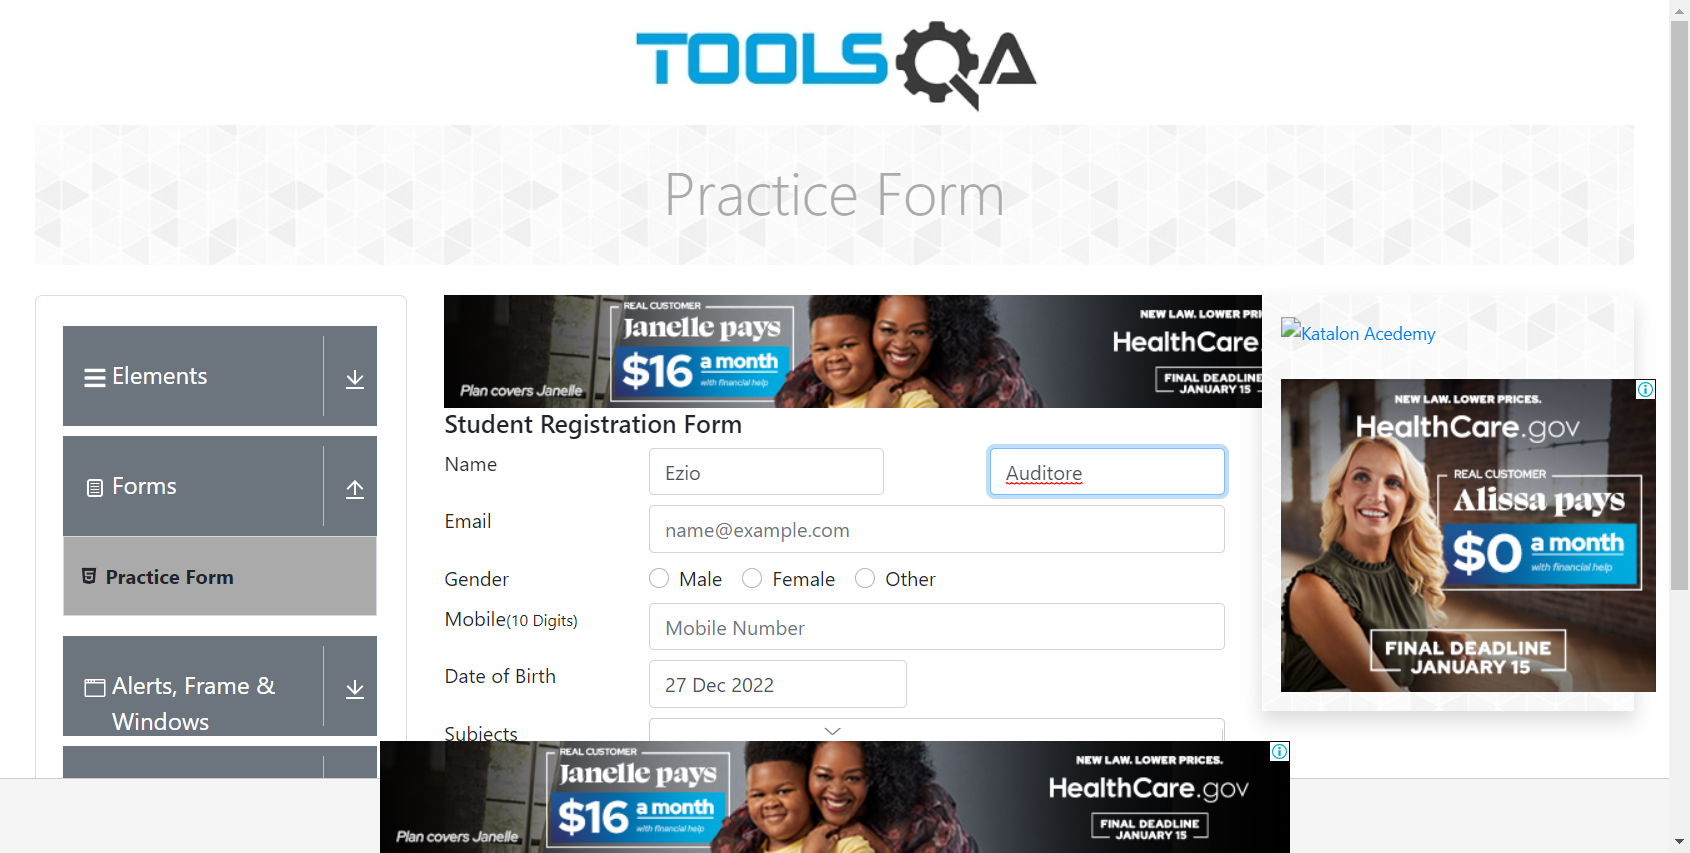 TOOLSQA
Practice Form
Elements
Forms
Practice Form
Alerts, Frame &
Windows
REAL CUSTOMER
Janelle pays
$16 a month
with financial help
Plan covers Janelle
NEW LAW. LOWER PRI
HealthCare.
FINAL DEADLINE
JANUARY 15
Student Registration Form
Name
Ezio
Auditore
Email
name@example.com
Gender
Male
Female
Other
Mobile(10 Digits)
Mobile Number
Date of Birth
27 Dec 2022
Subjects
Katalon Acedemy
NEW LAW. LOWER PRICES.
HealthCare.gov
REAL CUSTOMER
Alissa pays
$0 a month
with financial help
FINAL DEADLINE
JANUARY 15
REAL CUSTOMER
Janelle pays
$16 a month
with financial help
Plan covers Janelle
NEW LAW. LOWER PRICES.
HealthCare.gov
FINAL DEADLINE
JANUARY 15